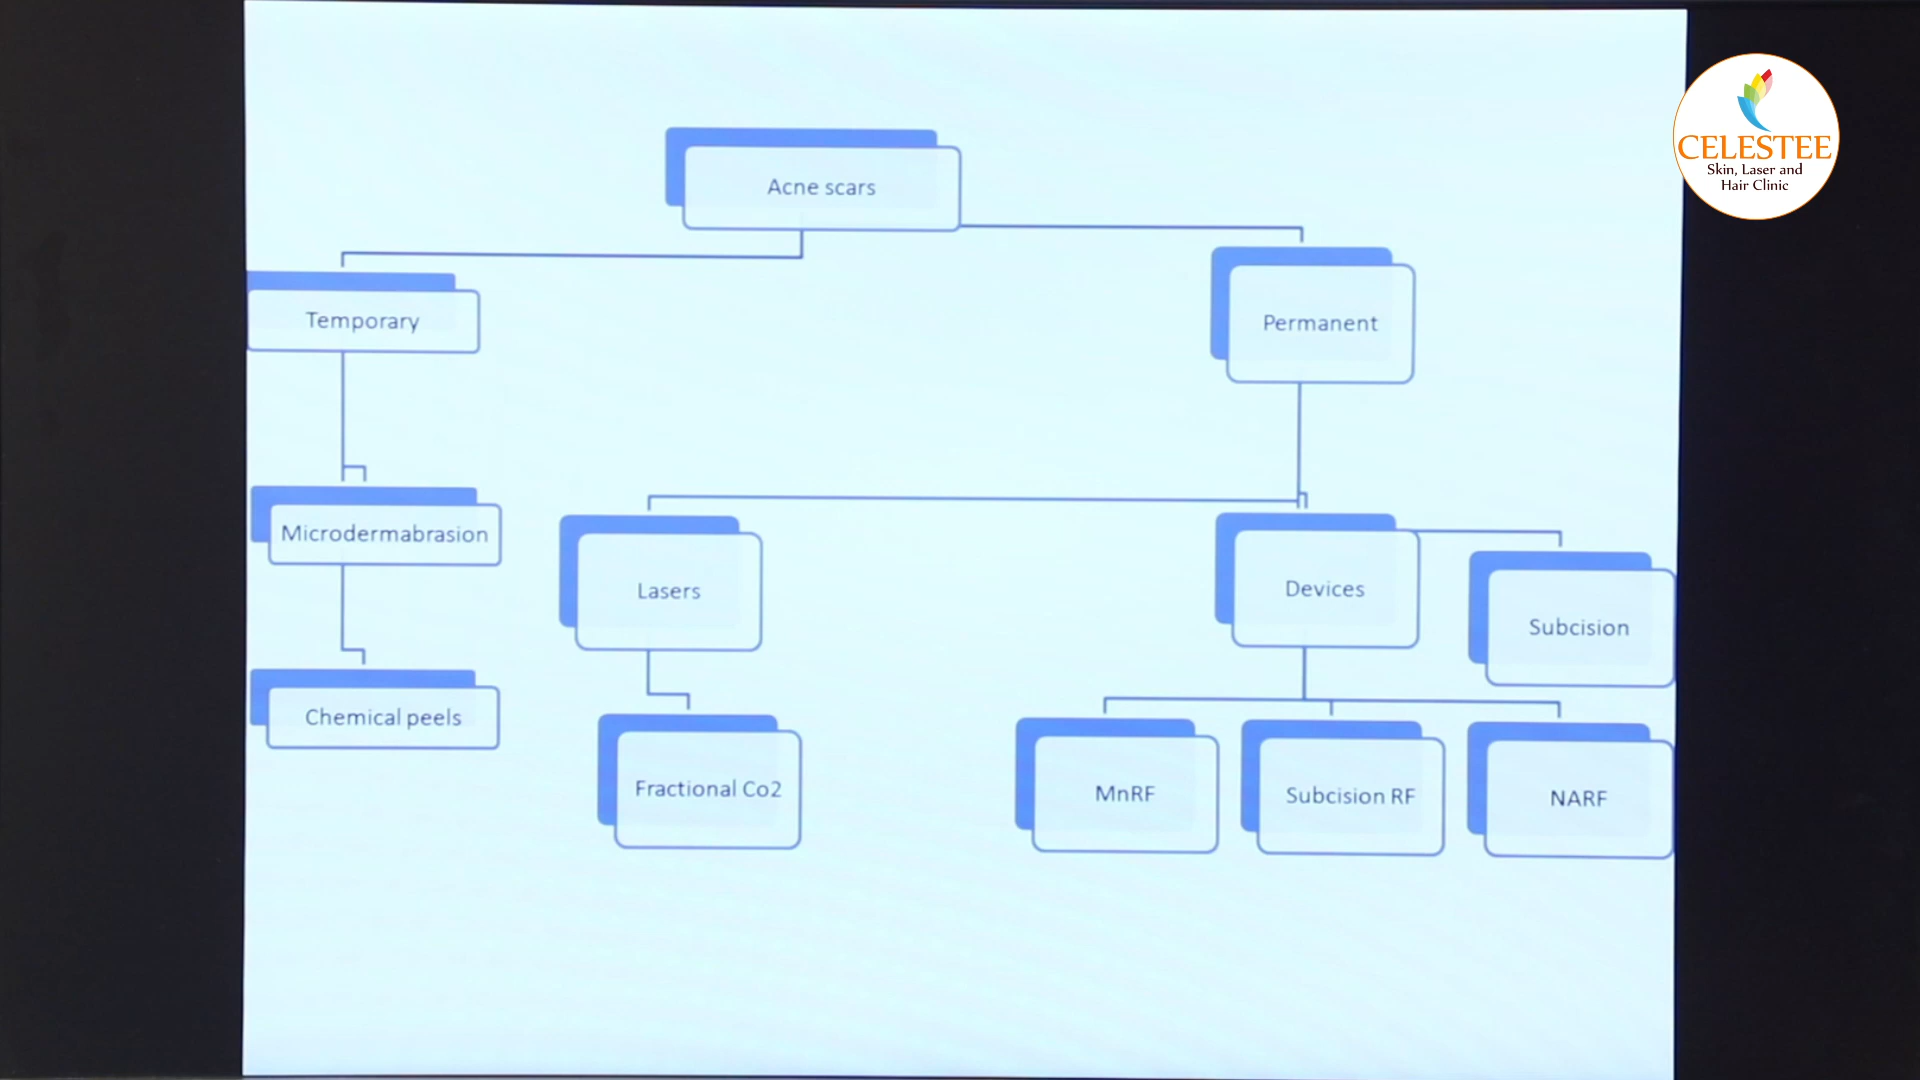 CELESTEE
Skin, Laser and
Hair Clinic
Acne scars
Temporary
Permanent
Microdermabrasion
Lasers
Devices
Subcision
Chemical peels
Fractional Co2
MnRF
Subcision RF
NARF